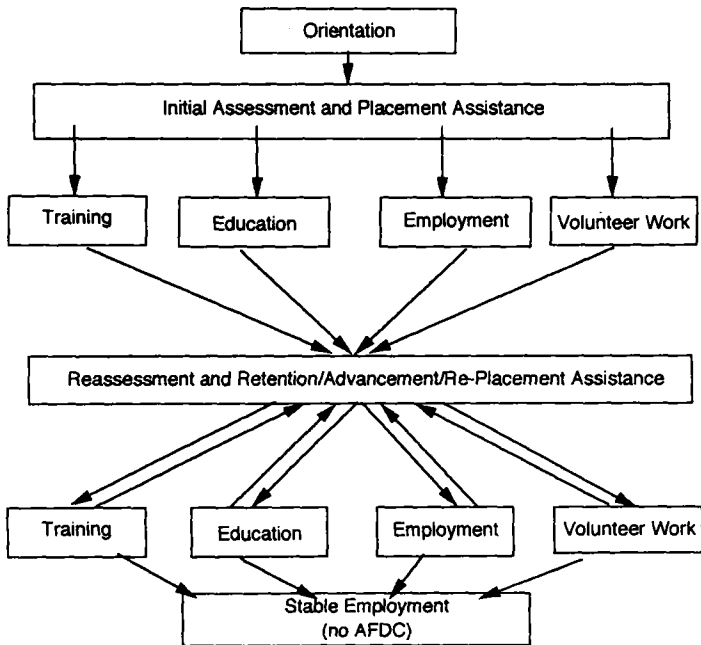 Orientation
Initial Assessment and Placement Assistance
Training
Education
Employment
Volunteer Work
Reassessment and Retention/Advancement/Re-Placement Assistance
Training
Education
Employment
Volunteer Work
Stable Employment
(no AFDC)